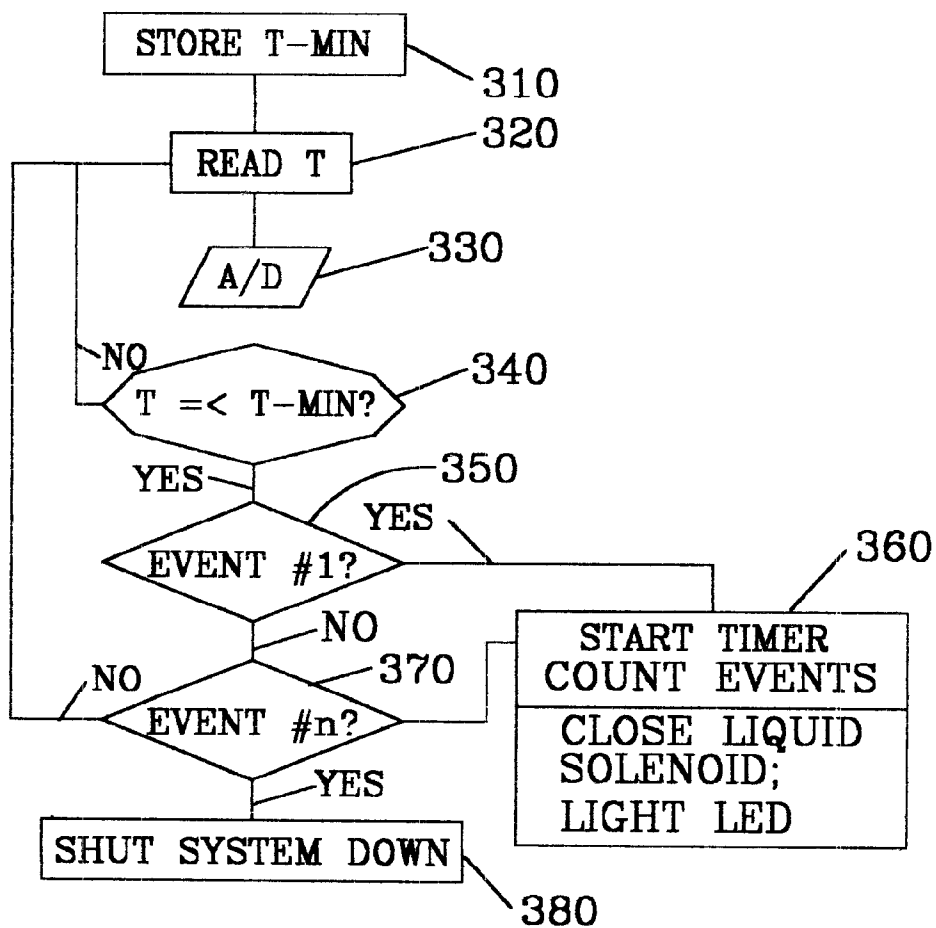 STORE T-MIN
310
320
READ T
330
A/D
NO
340
T =< T-MIN?
YES
350
YES
EVENT #1?
360
NO
START TIMER
COUNT EVENTS
370
NO
EVENT #n?
CLOSE LIQUID
SOLENOID;
LIGHT LED
YES
SHUT SYSTEM DOWN
380